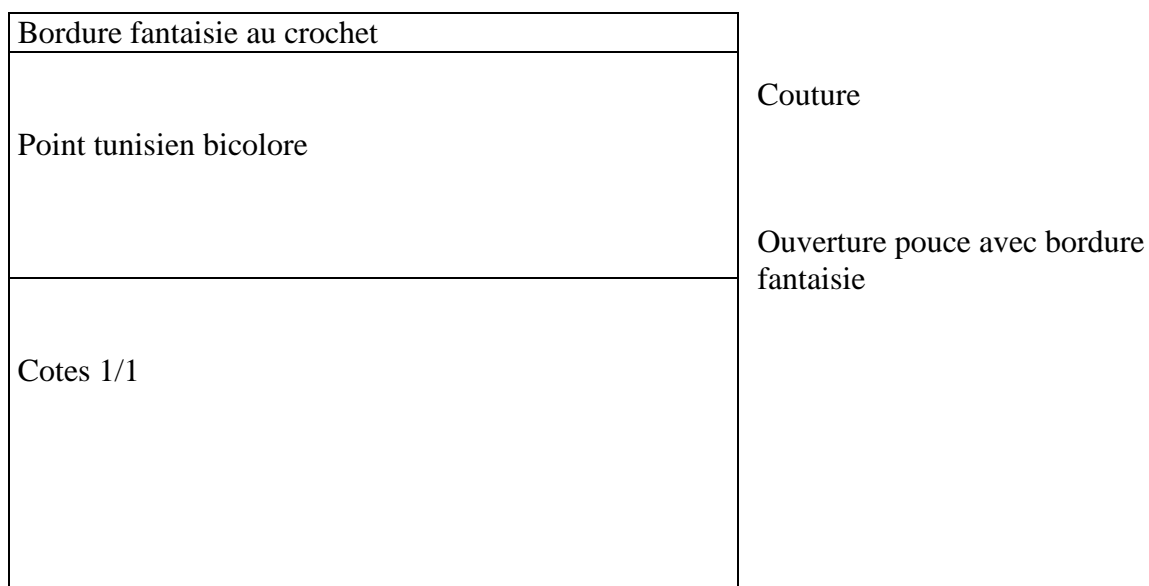 Bordure fantaisie au crochet
Couture
Point tunisien bicolore
Ouverture pouce avec bordure
fantaisie
Cotes 1/1